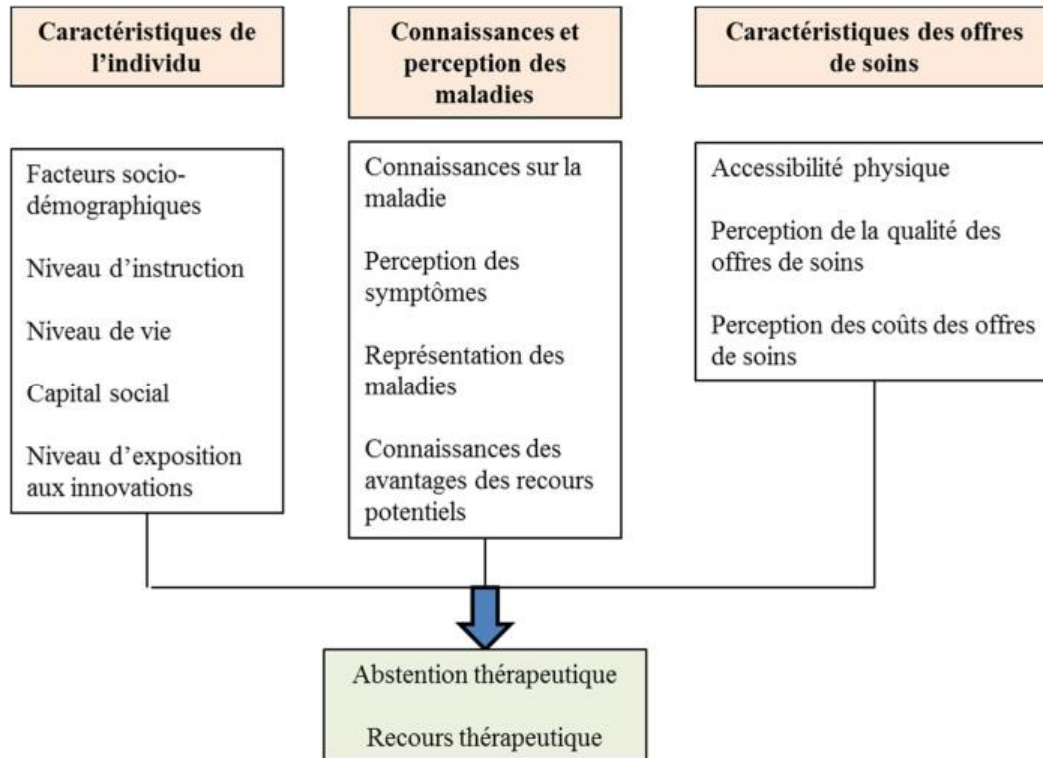 Caractéristiques de
l’individu
Connaissances et
perception des
maladies
Caractéristiques des offres
de soins
Facteurs socio-
démographiques
Niveau d’instruction
Niveau de vie
Capital social
Niveau d’exposition
aux innovations
Connaissances sur la
maladie
Perception des
symptômes
Représentation des
maladies
Connaissances des
avantages des recours
potentiels
Accessibilité physique
Perception de la qualité des
offres de soins
Perception des coûts des offres
de soins
Abstention thérapeutique
Recours thérapeutique